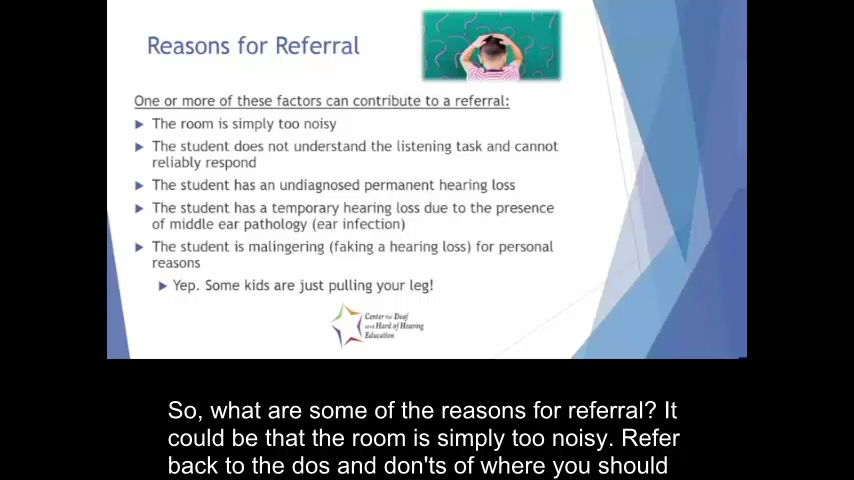 Reasons for Referral
One or more of these factors can contribute to a referral:
The room is simply too noisy
The student does not understand the listening task and cannot
reliably respond
The student has an undiagnosed permanent hearing loss
The student has a temporary hearing loss due to the presence
of middle ear pathology (ear infection)
The student is malingering (faking a hearing loss) for personal
reasons
Yep. Some kids are just pulling your leg!
Center for Deaf
and Hard of Hearing
Education
So, what are some of the reasons for referral? It
could be that the room is simply too noisy. Refer
back to the dos and don'ts of where you should